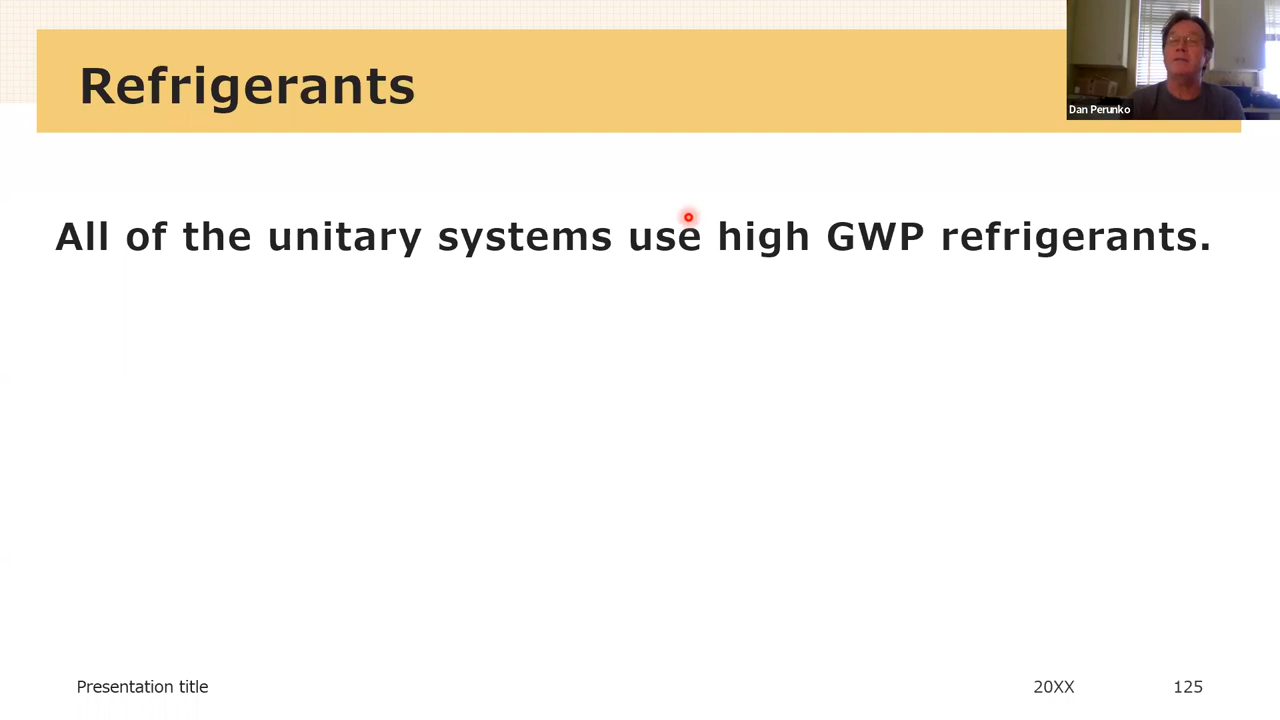 Refrigerants
Dan Perunko
All of the unitary systems use high GWP refrigerants.
Presentation title
20XX
125